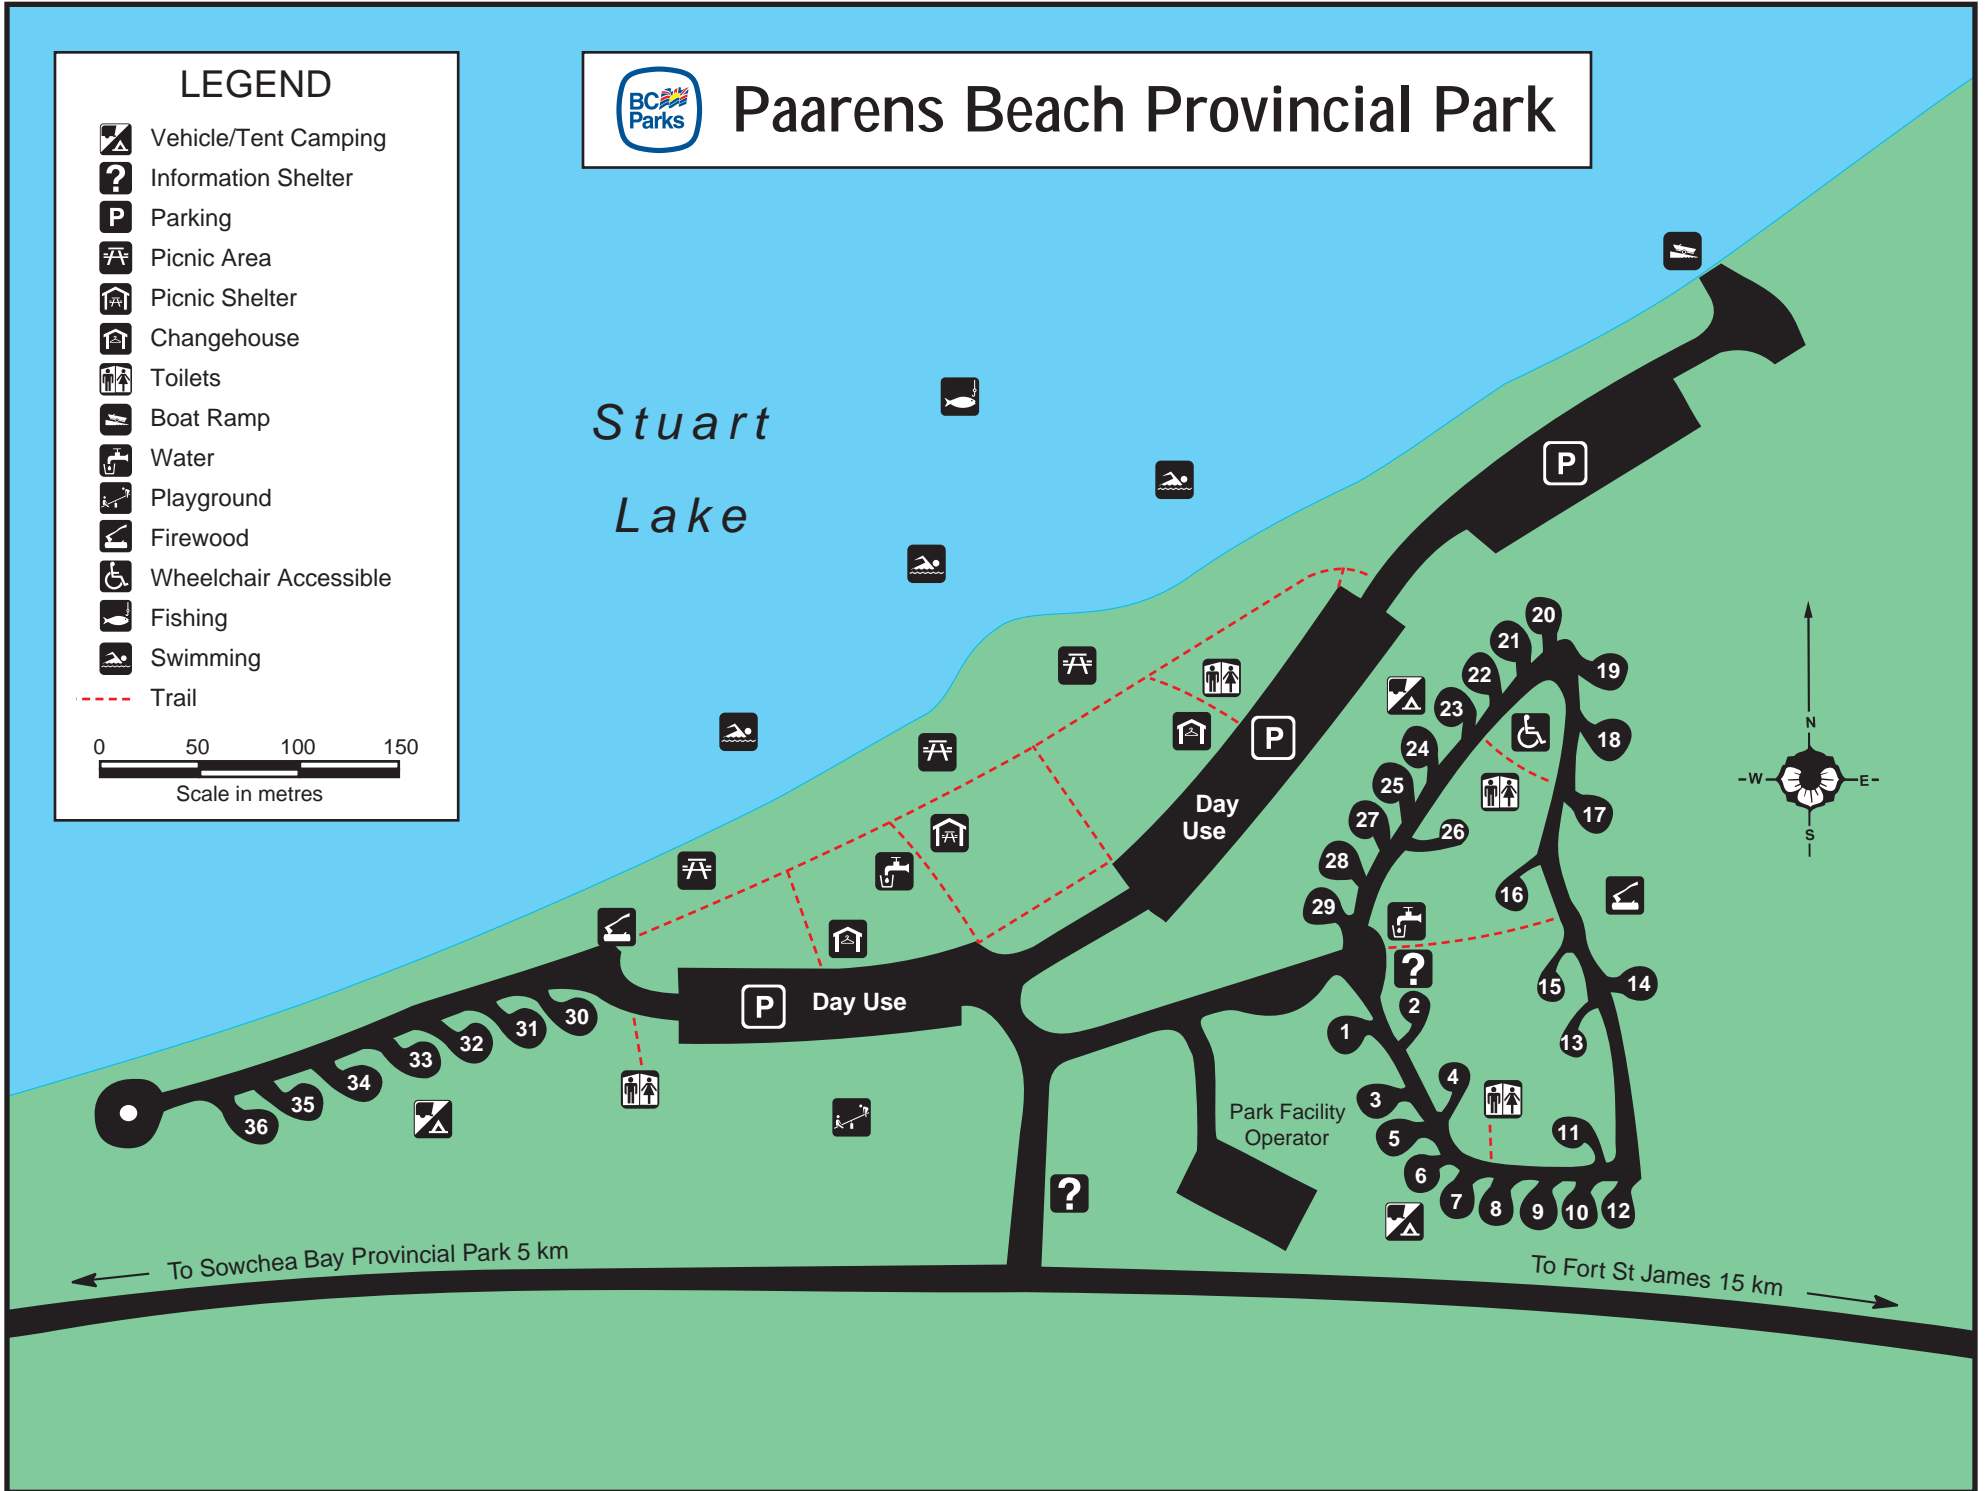 LEGEND
Vehicle/Tent Camping
? Information Shelter
P Parking
Picnic Area
Picnic Shelter
Changehouse
Toilets
Boat Ramp
Water
Playground
Firewood
Wheelchair Accessible
Fishing
Swimming
Trail
0 50 100 150
Scale in metres
BC
Parks
Paarens Beach Provincial Park
Stuart
Lake
P
P
Day
Use
P
Day Use
20
21
19
22
23
18
24
25
17
27
26
28
16
29
?
15
14
2
1
13
4
3
11
5
6
7
8
9
10
12
30
31
32
33
34
35
36
Park Facility
Operator
?
N
W
E
S
To Sowchea Bay Provincial Park 5 km
To Fort St James 15 km